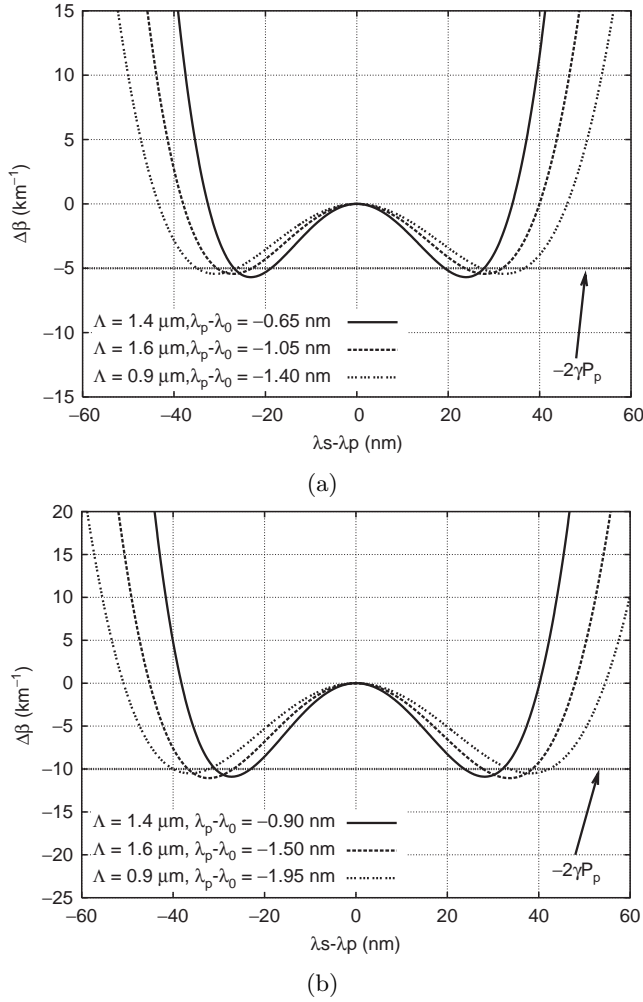 15
10
5
0
−5
−10
−15
Δβ (km⁻¹)
Λ = 1.4 μm,λp-λ0 = −0.65 nm
Λ = 1.6 μm,λp-λ0 = −1.05 nm
Λ = 0.9 μm,λp-λ0 = −1.40 nm
−2γPp
−60 −40 −20 0 20 40 60
λs-λp (nm)
(a)
20
15
10
5
0
−5
−10
−15
−20
−25
Δβ (km⁻¹)
Λ = 1.4 μm, λp-λ0 = −0.90 nm
Λ = 1.6 μm, λp-λ0 = −1.50 nm
Λ = 0.9 μm, λp-λ0 = −1.95 nm
−2γPp
−60 −40 −20 0 20 40 60
λs-λp (nm)
(b)